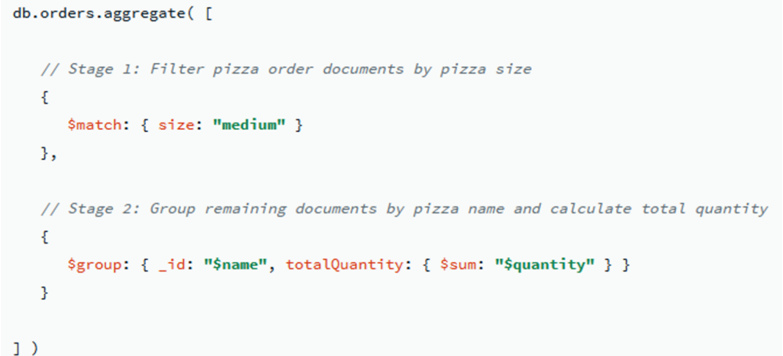 db.orders.aggregate( [
// Stage 1: Filter pizza order documents by pizza size
{
$match: { size: "medium" }
},
// Stage 2: Group remaining documents by pizza name and calculate total quantity
{
$group: { _id: "$name", totalQuantity: { $sum: "$quantity" } }
}
] )